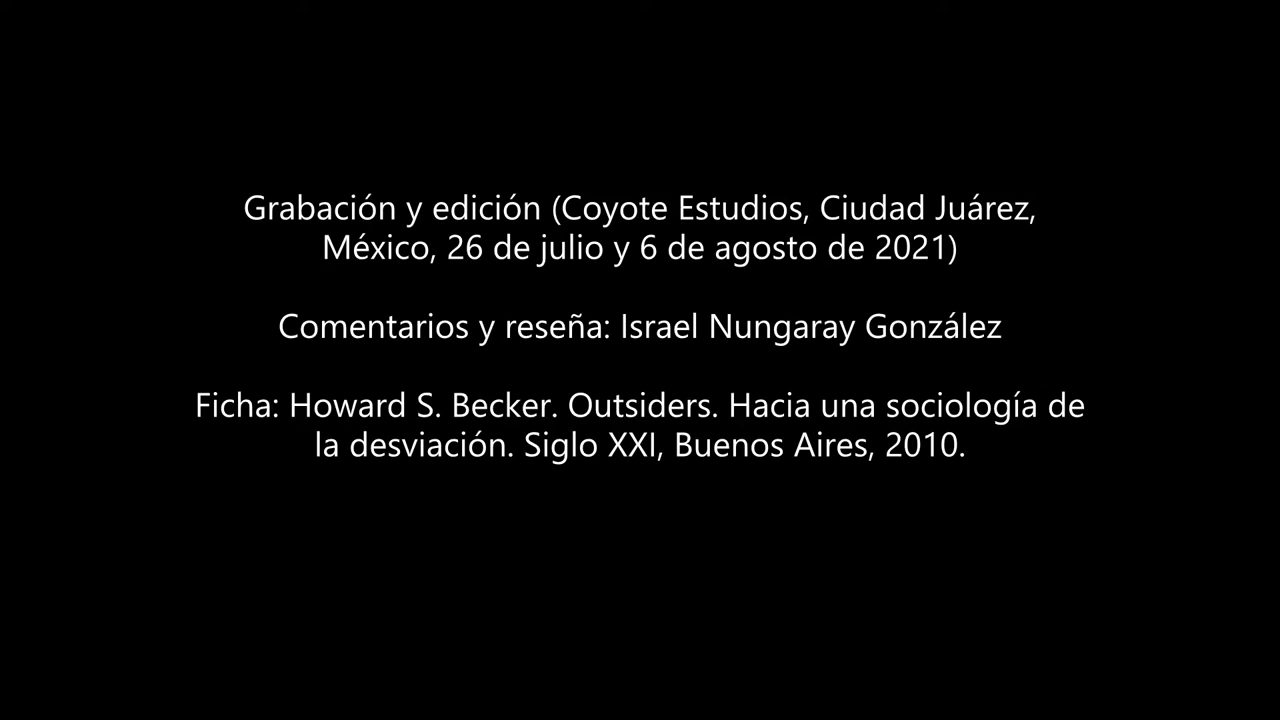 Grabación y edición (Coyote Estudios, Ciudad Juárez,
México, 26 de julio y 6 de agosto de 2021)
Comentarios y reseña: Israel Nungaray González
Ficha: Howard S. Becker. Outsiders. Hacia una sociología de
la desviación. Siglo XXI, Buenos Aires, 2010.